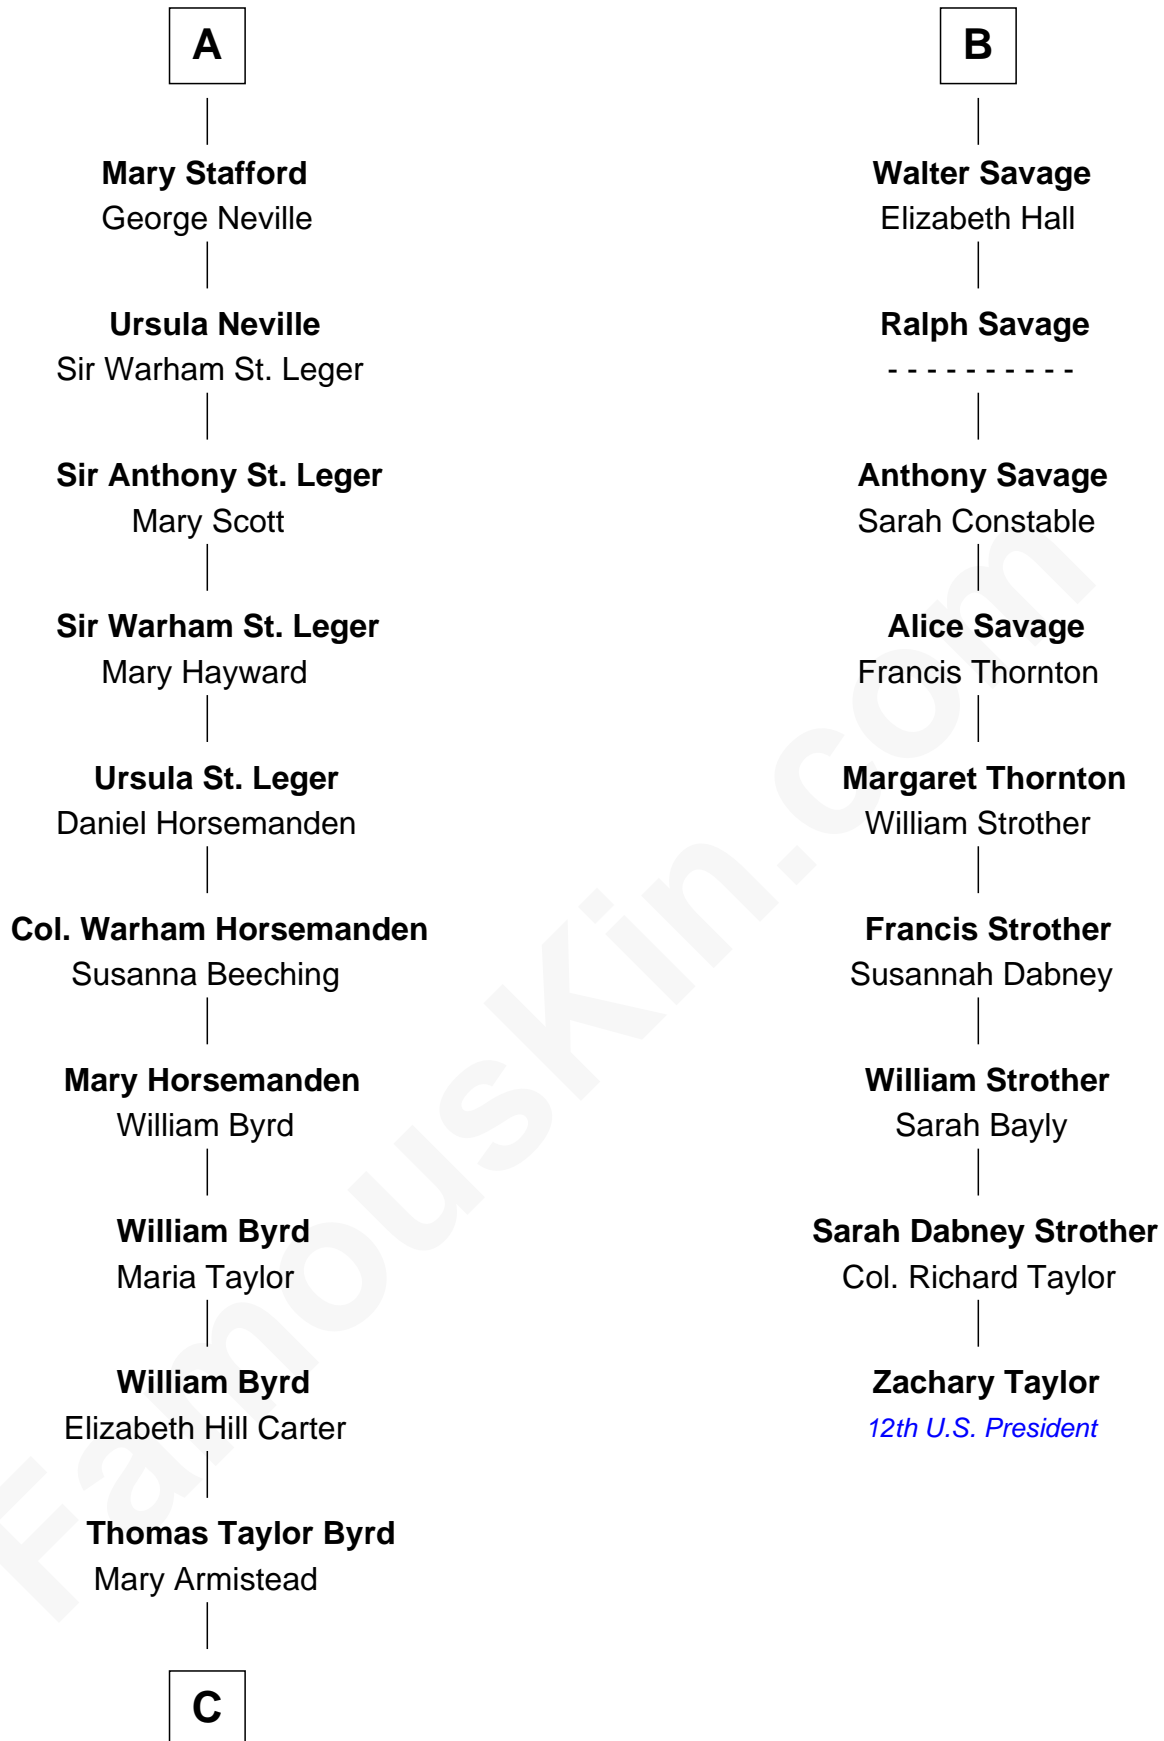 A
Mary Stafford
George Neville
Ursula Neville
Sir Warham St. Leger
Sir Anthony St. Leger
Mary Scott
Sir Warham St. Leger
Mary Hayward
Ursula St. Leger
Daniel Horsemanden
Col. Warham Horsemanden
Susanna Beeching
Mary Horsemanden
William Byrd
William Byrd
Maria Taylor
William Byrd
Elizabeth Hill Carter
Thomas Taylor Byrd
Mary Armistead
C
B
Walter Savage
Elizabeth Hall
Ralph Savage
- - - - - - - - - -
Anthony Savage
Sarah Constable
Alice Savage
Francis Thornton
Margaret Thornton
William Strother
Francis Strother
Susannah Dabney
William Strother
Sarah Bayly
Sarah Dabney Strother
Col. Richard Taylor
Zachary Taylor
12th U.S. President
FamousKin.com